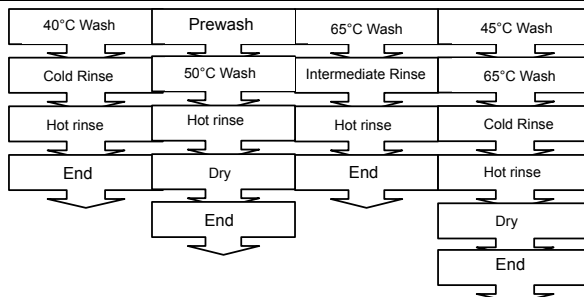 40°C Wash
Cold Rinse
Hot rinse
End
Prewash
50°C Wash
Hot rinse
Dry
End
65°C Wash
Intermediate Rinse
Hot rinse
End
45°C Wash
65°C Wash
Cold Rinse
Hot rinse
Dry
End